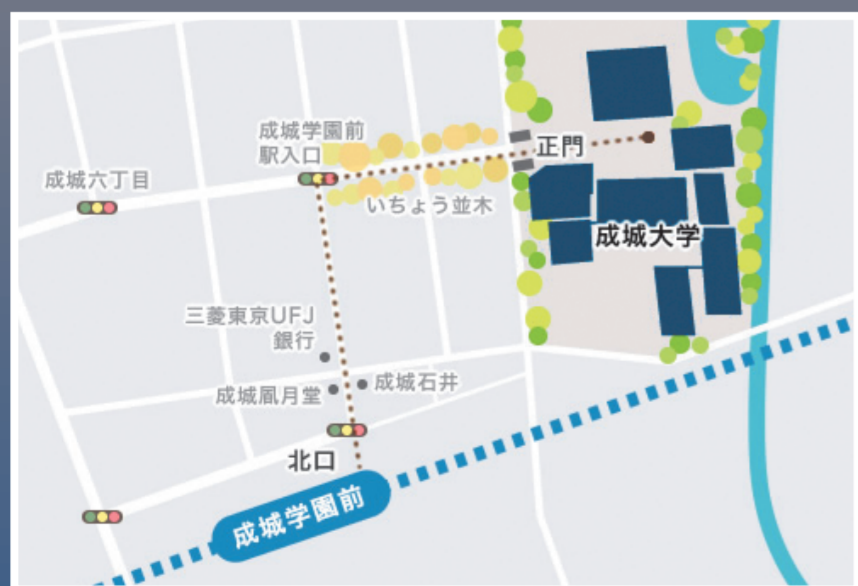 成城学園前
駅入口
正門
成城六丁目
いちょう並木
成城大学
三菱東京UFJ
銀行
成城石井
成城凮月堂
北口
成城学園前